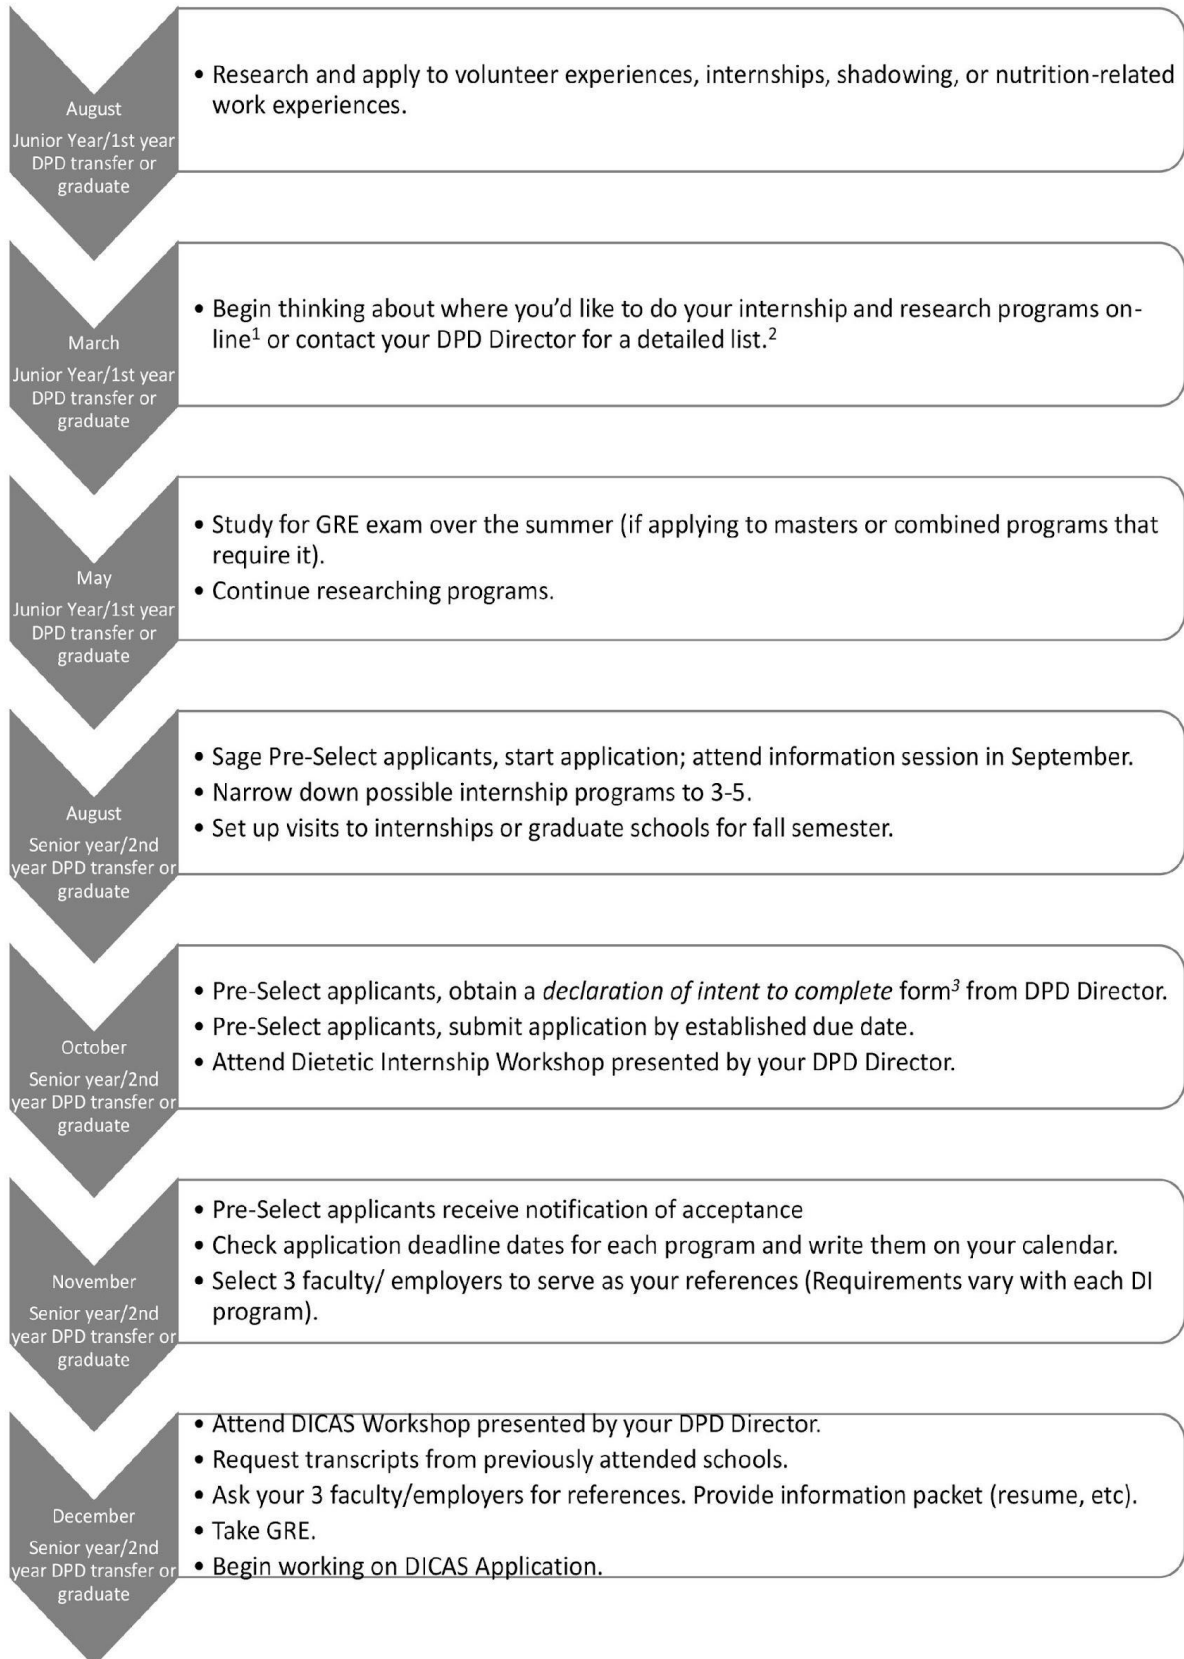 August
Junior Year/1st year
DPD transfer or
graduate
• Research and apply to volunteer experiences, internships, shadowing, or nutrition-related
work experiences.
March
Junior Year/1st year
DPD transfer or
graduate
• Begin thinking about where you’d like to do your internship and research programs on-
line¹ or contact your DPD Director for a detailed list.²
May
Junior Year/1st year
DPD transfer or
graduate
• Study for GRE exam over the summer (if applying to masters or combined programs that
require it).
• Continue researching programs.
August
Senior year/2nd
year DPD transfer or
graduate
• Sage Pre-Select applicants, start application; attend information session in September.
• Narrow down possible internship programs to 3-5.
• Set up visits to internships or graduate schools for fall semester.
October
Senior year/2nd
year DPD transfer or
graduate
• Pre-Select applicants, obtain a declaration of intent to complete form³ from DPD Director.
• Pre-Select applicants, submit application by established due date.
• Attend Dietetic Internship Workshop presented by your DPD Director.
November
Senior year/2nd
year DPD transfer or
graduate
• Pre-Select applicants receive notification of acceptance
• Check application deadline dates for each program and write them on your calendar.
• Select 3 faculty/ employers to serve as your references (Requirements vary with each DI
program).
December
Senior year/2nd
year DPD transfer or
graduate
• Attend DICAS Workshop presented by your DPD Director.
• Request transcripts from previously attended schools.
• Ask your 3 faculty/employers for references. Provide information packet (resume, etc).
• Take GRE.
• Begin working on DICAS Application.